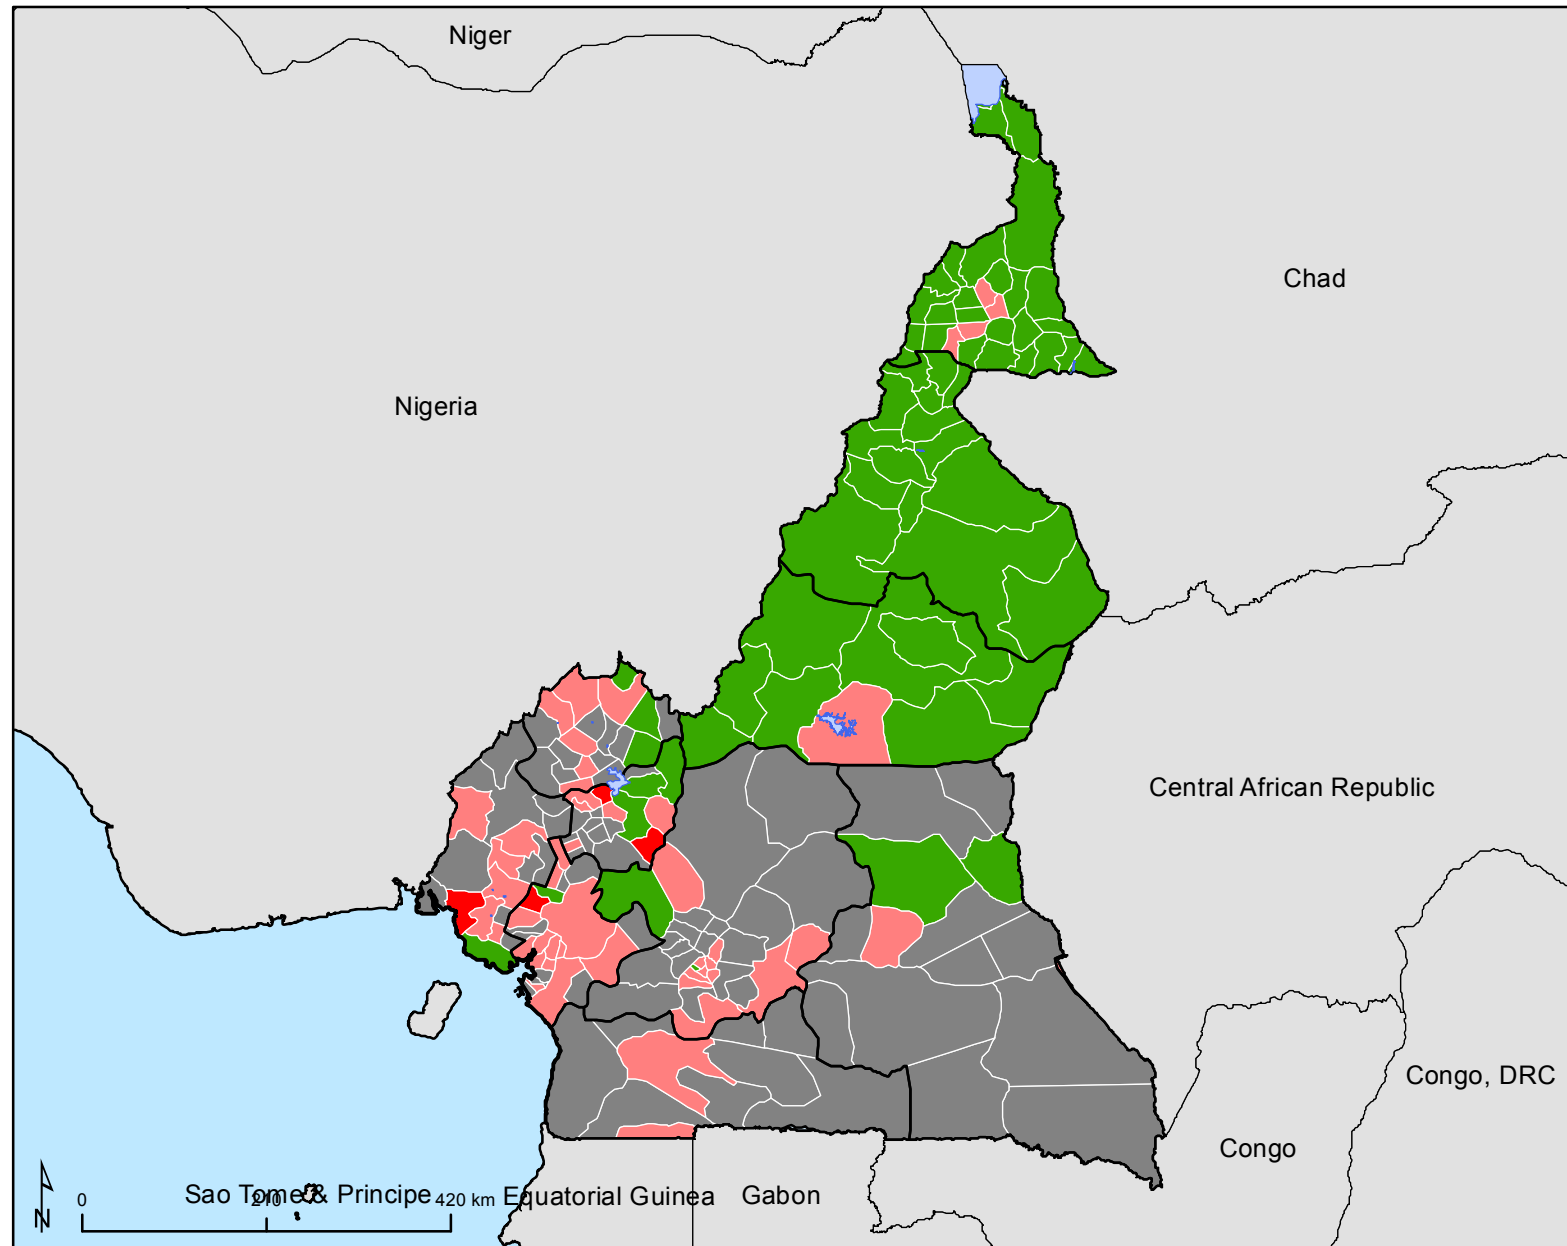 Niger
Chad
Nigeria
Central African Republic
Congo, DRC
Congo
Sao Tome & Principe
Equatorial Guinea
Gabon
0 210 420 km
N